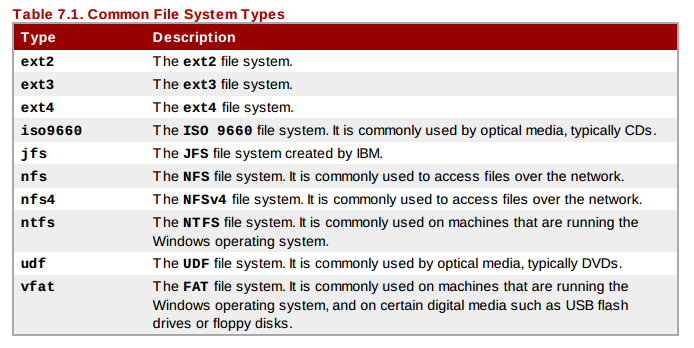 Table 7.1. Common File System Types
Type Description
ext2 The ext2 file system.
ext3 The ext3 file system.
ext4 The ext4 file system.
iso9660 The ISO 9660 file system. It is commonly used by optical media, typically CDs.
jfs The JFS file system created by IBM.
nfs The NFS file system. It is commonly used to access files over the network.
nfs4 The NFSv4 file system. It is commonly used to access files over the network.
ntfs The NTFS file system. It is commonly used on machines that are running the
Windows operating system.
udf The UDF file system. It is commonly used by optical media, typically DVDs.
vfat The FAT file system. It is commonly used on machines that are running the
Windows operating system, and on certain digital media such as USB flash
drives or floppy disks.